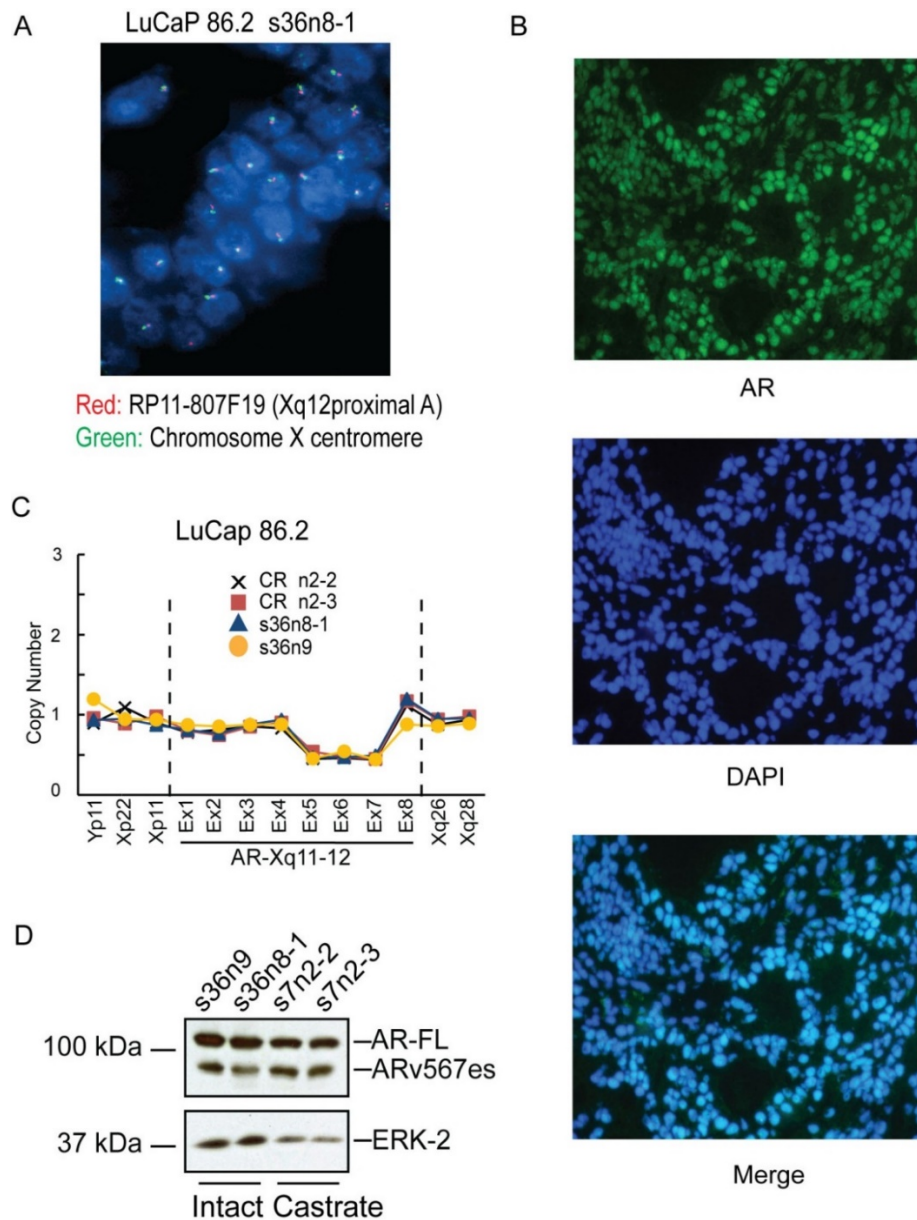 A
LuCaP 86.2 s36n8-1
Red: RP11-807F19 (Xq12proximal A)
Green: Chromosome X centromere
B
AR
DAPI
Merge
C
LuCap 86.2
CR n2-2
CR n2-3
s36n8-1
s36n9
Copy Number
3
2
1
0
Yp11
Xp22
Xp11
Ex1
Ex2
Ex3
Ex4
Ex5
Ex6
Ex7
Ex8
Xq26
Xq28
AR-Xq11-12
D
s36n9
s36n8-1
s7n2-2
s7n2-3
100 kDa
AR-FL
ARv567es
37 kDa
ERK-2
Intact Castrate